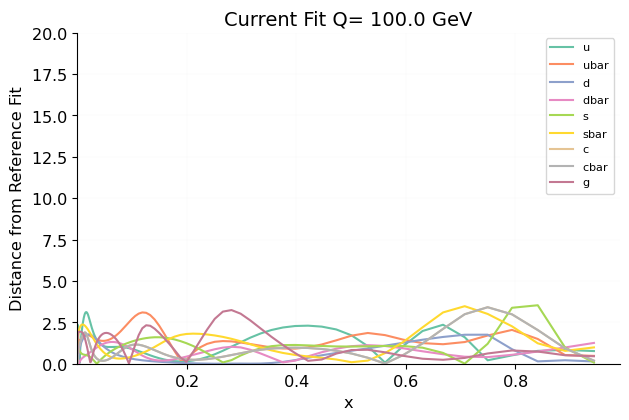 Current Fit Q= 100.0 GeV
Distance from Reference Fit
20.0
17.5
15.0
12.5
10.0
7.5
5.0
2.5
0.0
0.2
0.4
0.6
0.8
x
u
ubar
d
dbar
s
sbar
c
cbar
g